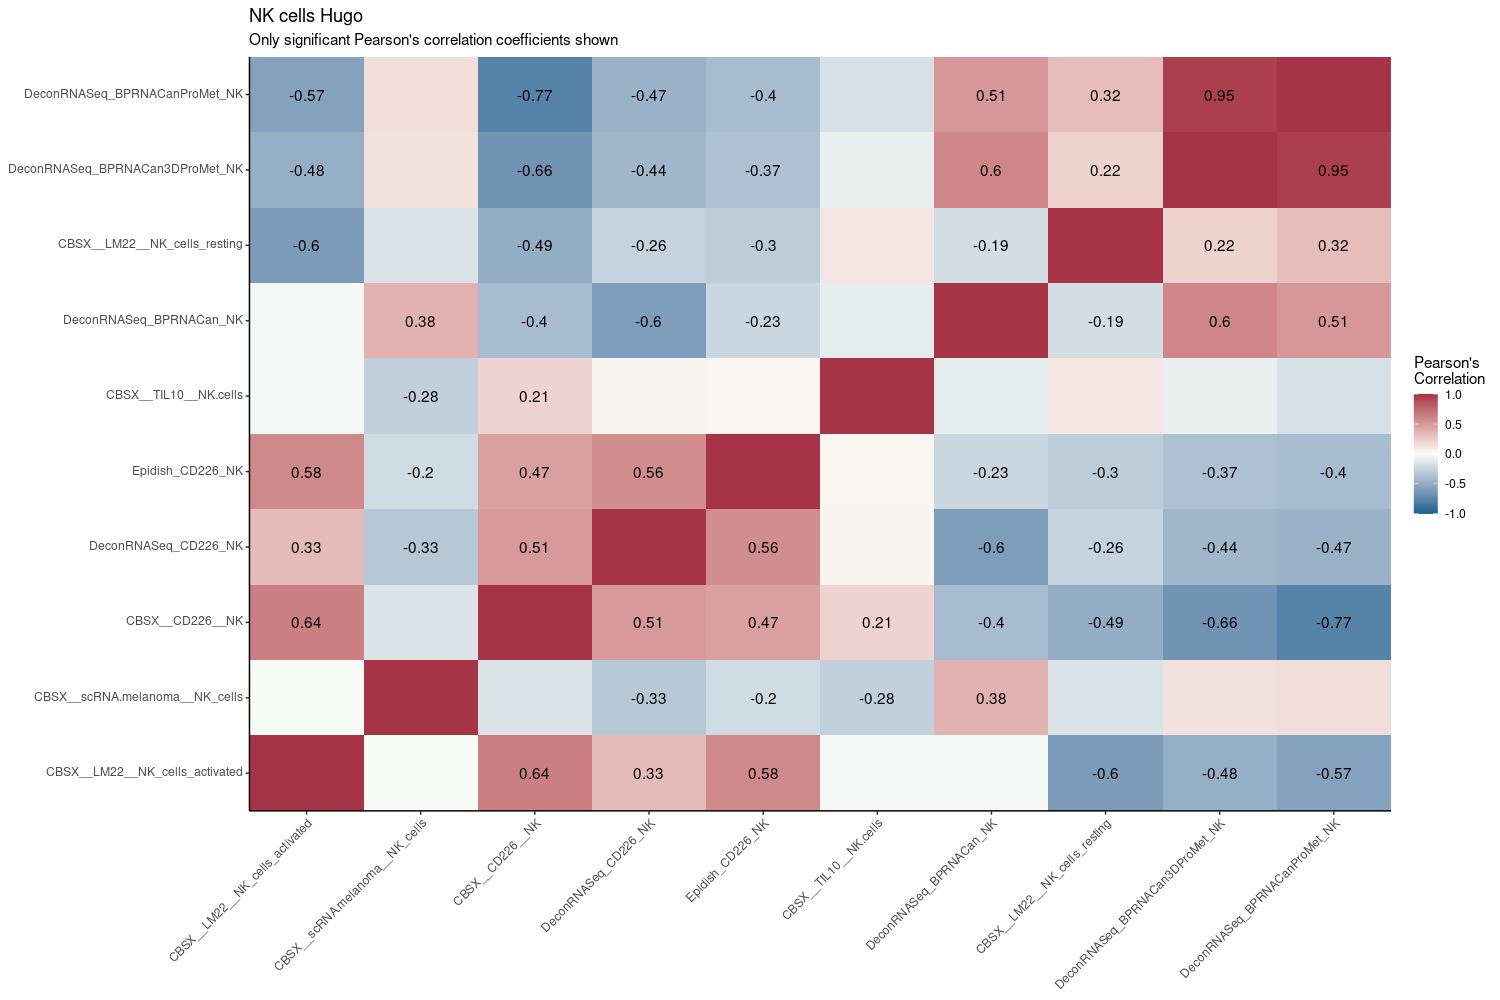 NK cells Hugo
Only significant Pearson's correlation coefficients shown
DeconRNASeq_BPRNACanProMet_NK -0.57 -0.77 -0.47 -0.4 0.51 0.32 0.95
DeconRNASeq_BPRNACan3DProMet_NK -0.48 -0.66 -0.44 -0.37 0.6 0.22 0.95
CBSX__LM22__NK_cells_resting -0.6 -0.49 -0.26 -0.3 -0.19 0.22 0.32
DeconRNASeq_BPRNACan_NK 0.38 -0.4 -0.6 -0.23 -0.19 0.6 0.51
CBSX__TIL10__NK.cells -0.28 0.21
Epidish_CD226_NK 0.58 -0.2 0.47 0.56 -0.23 -0.3 -0.37 -0.4
DeconRNASeq_CD226_NK 0.33 -0.33 0.51 0.56 -0.6 -0.26 -0.44 -0.47
CBSX__CD226__NK 0.64 0.51 0.47 0.21 -0.4 -0.49 -0.66 -0.77
CBSX__scRNA.melanoma__NK_cells -0.33 -0.2 -0.28 0.38
CBSX__LM22__NK_cells_activated 0.64 0.33 0.58 -0.6 -0.48 -0.57
CBSX__LM22__NK_cells_activated
CBSX__scRNA.melanoma__NK_cells
CBSX__CD226__NK
DeconRNASeq_CD226_NK
Epidish_CD226_NK
CBSX__TIL10__NK.cells
DeconRNASeq_BPRNACan_NK
CBSX__LM22__NK_cells_resting
DeconRNASeq_BPRNACan3DProMet_NK
DeconRNASeq_BPRNACanProMet_NK
Pearson's
Correlation
1.0
0.5
0.0
-0.5
-1.0